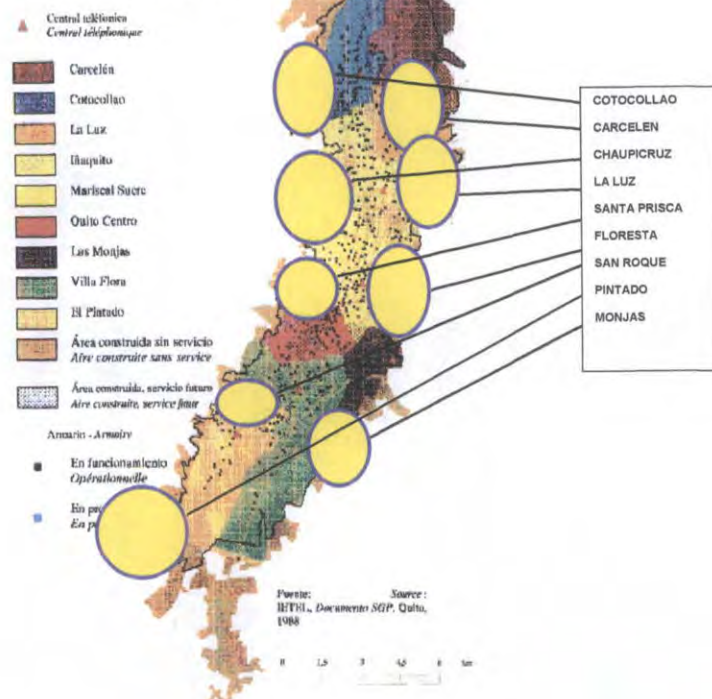 Central teléfonica
Central téléphonique
Carcelén
Cotocollao
La Luz
Iñaquito
Mariscal Sucre
Quito Centro
Las Monjas
Villa Flora
El Pintado
Área construida sin servicio
Aire construite sans service
Área construida, servicio futuro
Aire construite, service futur
Armario - Armoire
En funcionamiento
Opérationnelle
En
En
COTOCOLLAO
CARCELEN
CHAUPICRUZ
LA LUZ
SANTA PRISCA
FLORESTA
SAN ROQUE
PINTADO
MONJAS
Fuente: Source :
IETEL, Documento SGP. Quito,
1988
0 1,5 3 4,5 6 km